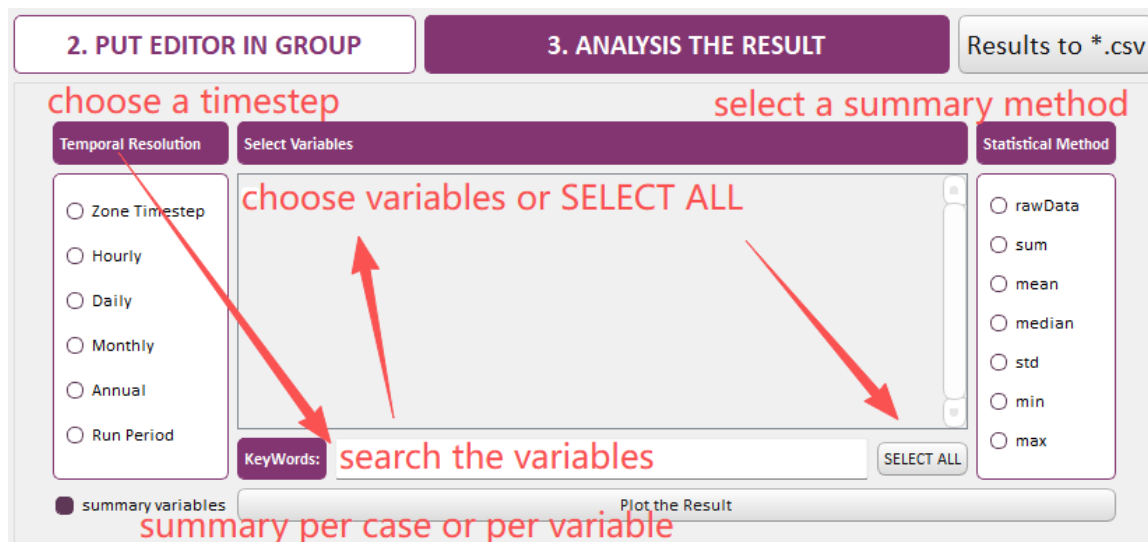 2. PUT EDITOR IN GROUP
3. ANALYSIS THE RESULT
Results to *.csv
choose a timestep
select a summary method
Temporal Resolution
Select Variables
Statistical Method
choose variables or SELECT ALL
Zone Timestep
Hourly
Daily
Monthly
Annual
Run Period
rawData
sum
mean
median
std
min
max
KeyWords:
search the variables
SELECT ALL
summary variables
Plot the Result
summary per case or per variable